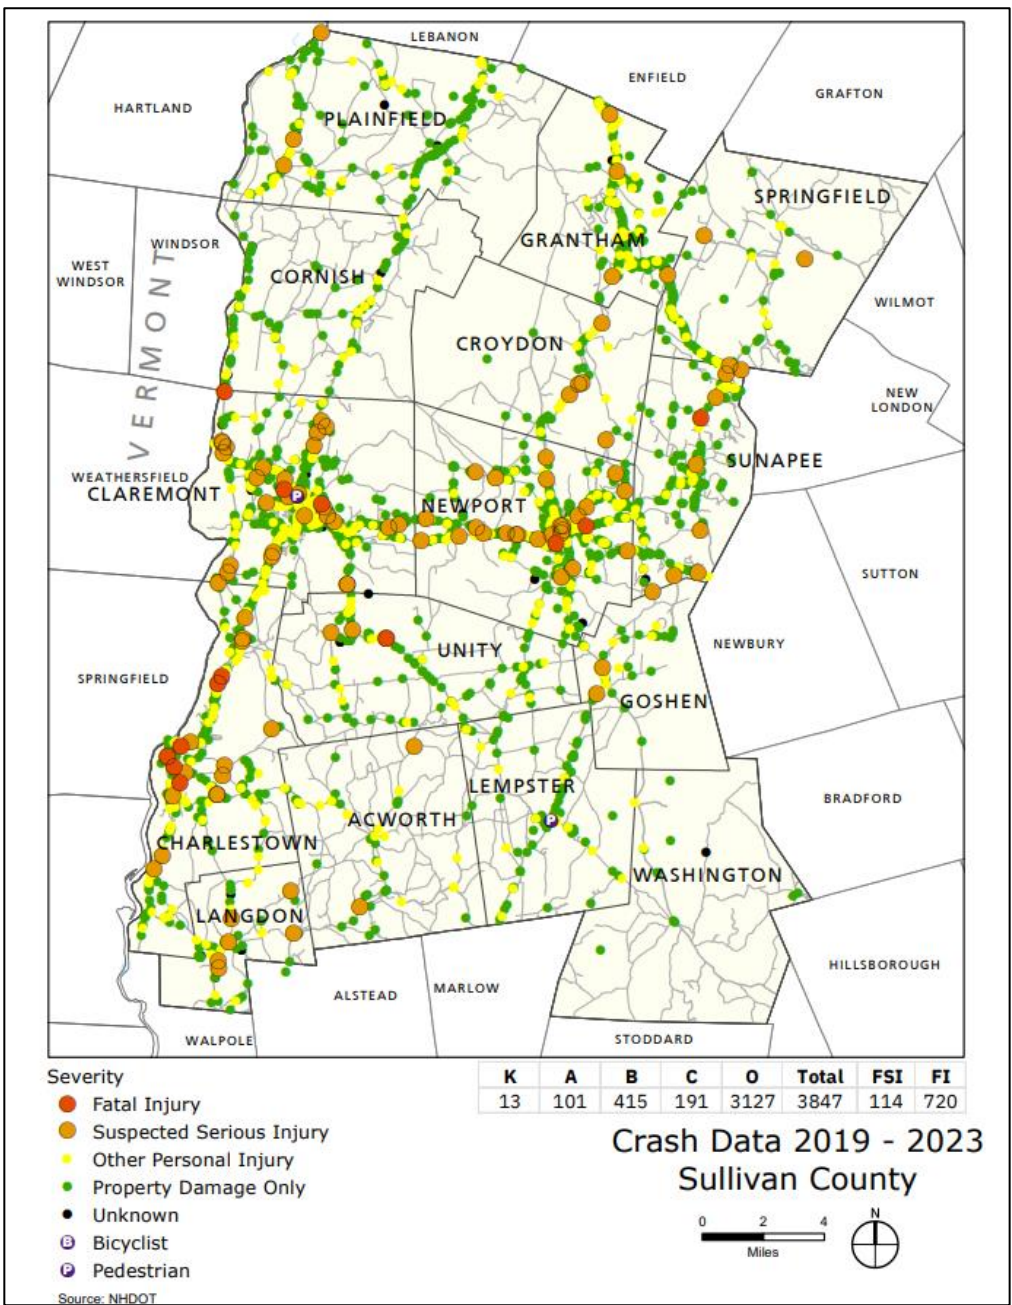 LEBANON
ENFIELD
GRAFTON
HARTLAND
PLAINFIELD
SPRINGFIELD
WINDSOR
GRANTHAM
WEST
WINDSOR
CORNISH
WILMOT
VERMONT
CROYDON
NEW
LONDON
SUNAPEE
WEATHERSFIELD
CLAREMONT
P
NEWPORT
SUTTON
UNITY
NEWBURY
SPRINGFIELD
GOSHEN
LEMPSTER
BRADFORD
ACWORTH
P
CHARLESTOWN
WASHINGTON
LANGDON
HILLSBOROUGH
ALSTEAD
MARLOW
WALPOLE
STODDARD
Severity
Fatal Injury
Suspected Serious Injury
Other Personal Injury
Property Damage Only
Unknown
B Bicyclist
P Pedestrian
Source: NHDOT
K A B C O Total FSI FI
13 101 415 191 3127 3847 114 720
Crash Data 2019 - 2023
Sullivan County
0 2 4
Miles
N